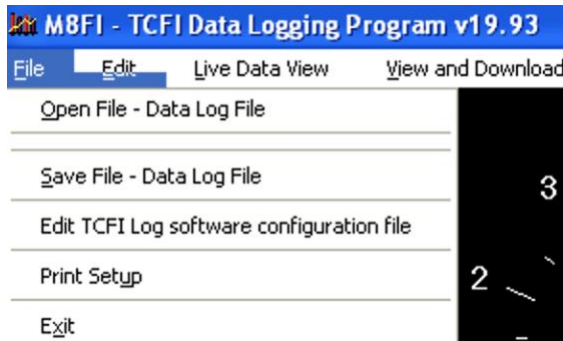 M8FI - TCFI Data Logging Program v19.93
File Edit Live Data View View and Download
Open File - Data Log File
Save File - Data Log File
3
Edit TCFI Log software configuration file
Print Setup
2
Exit